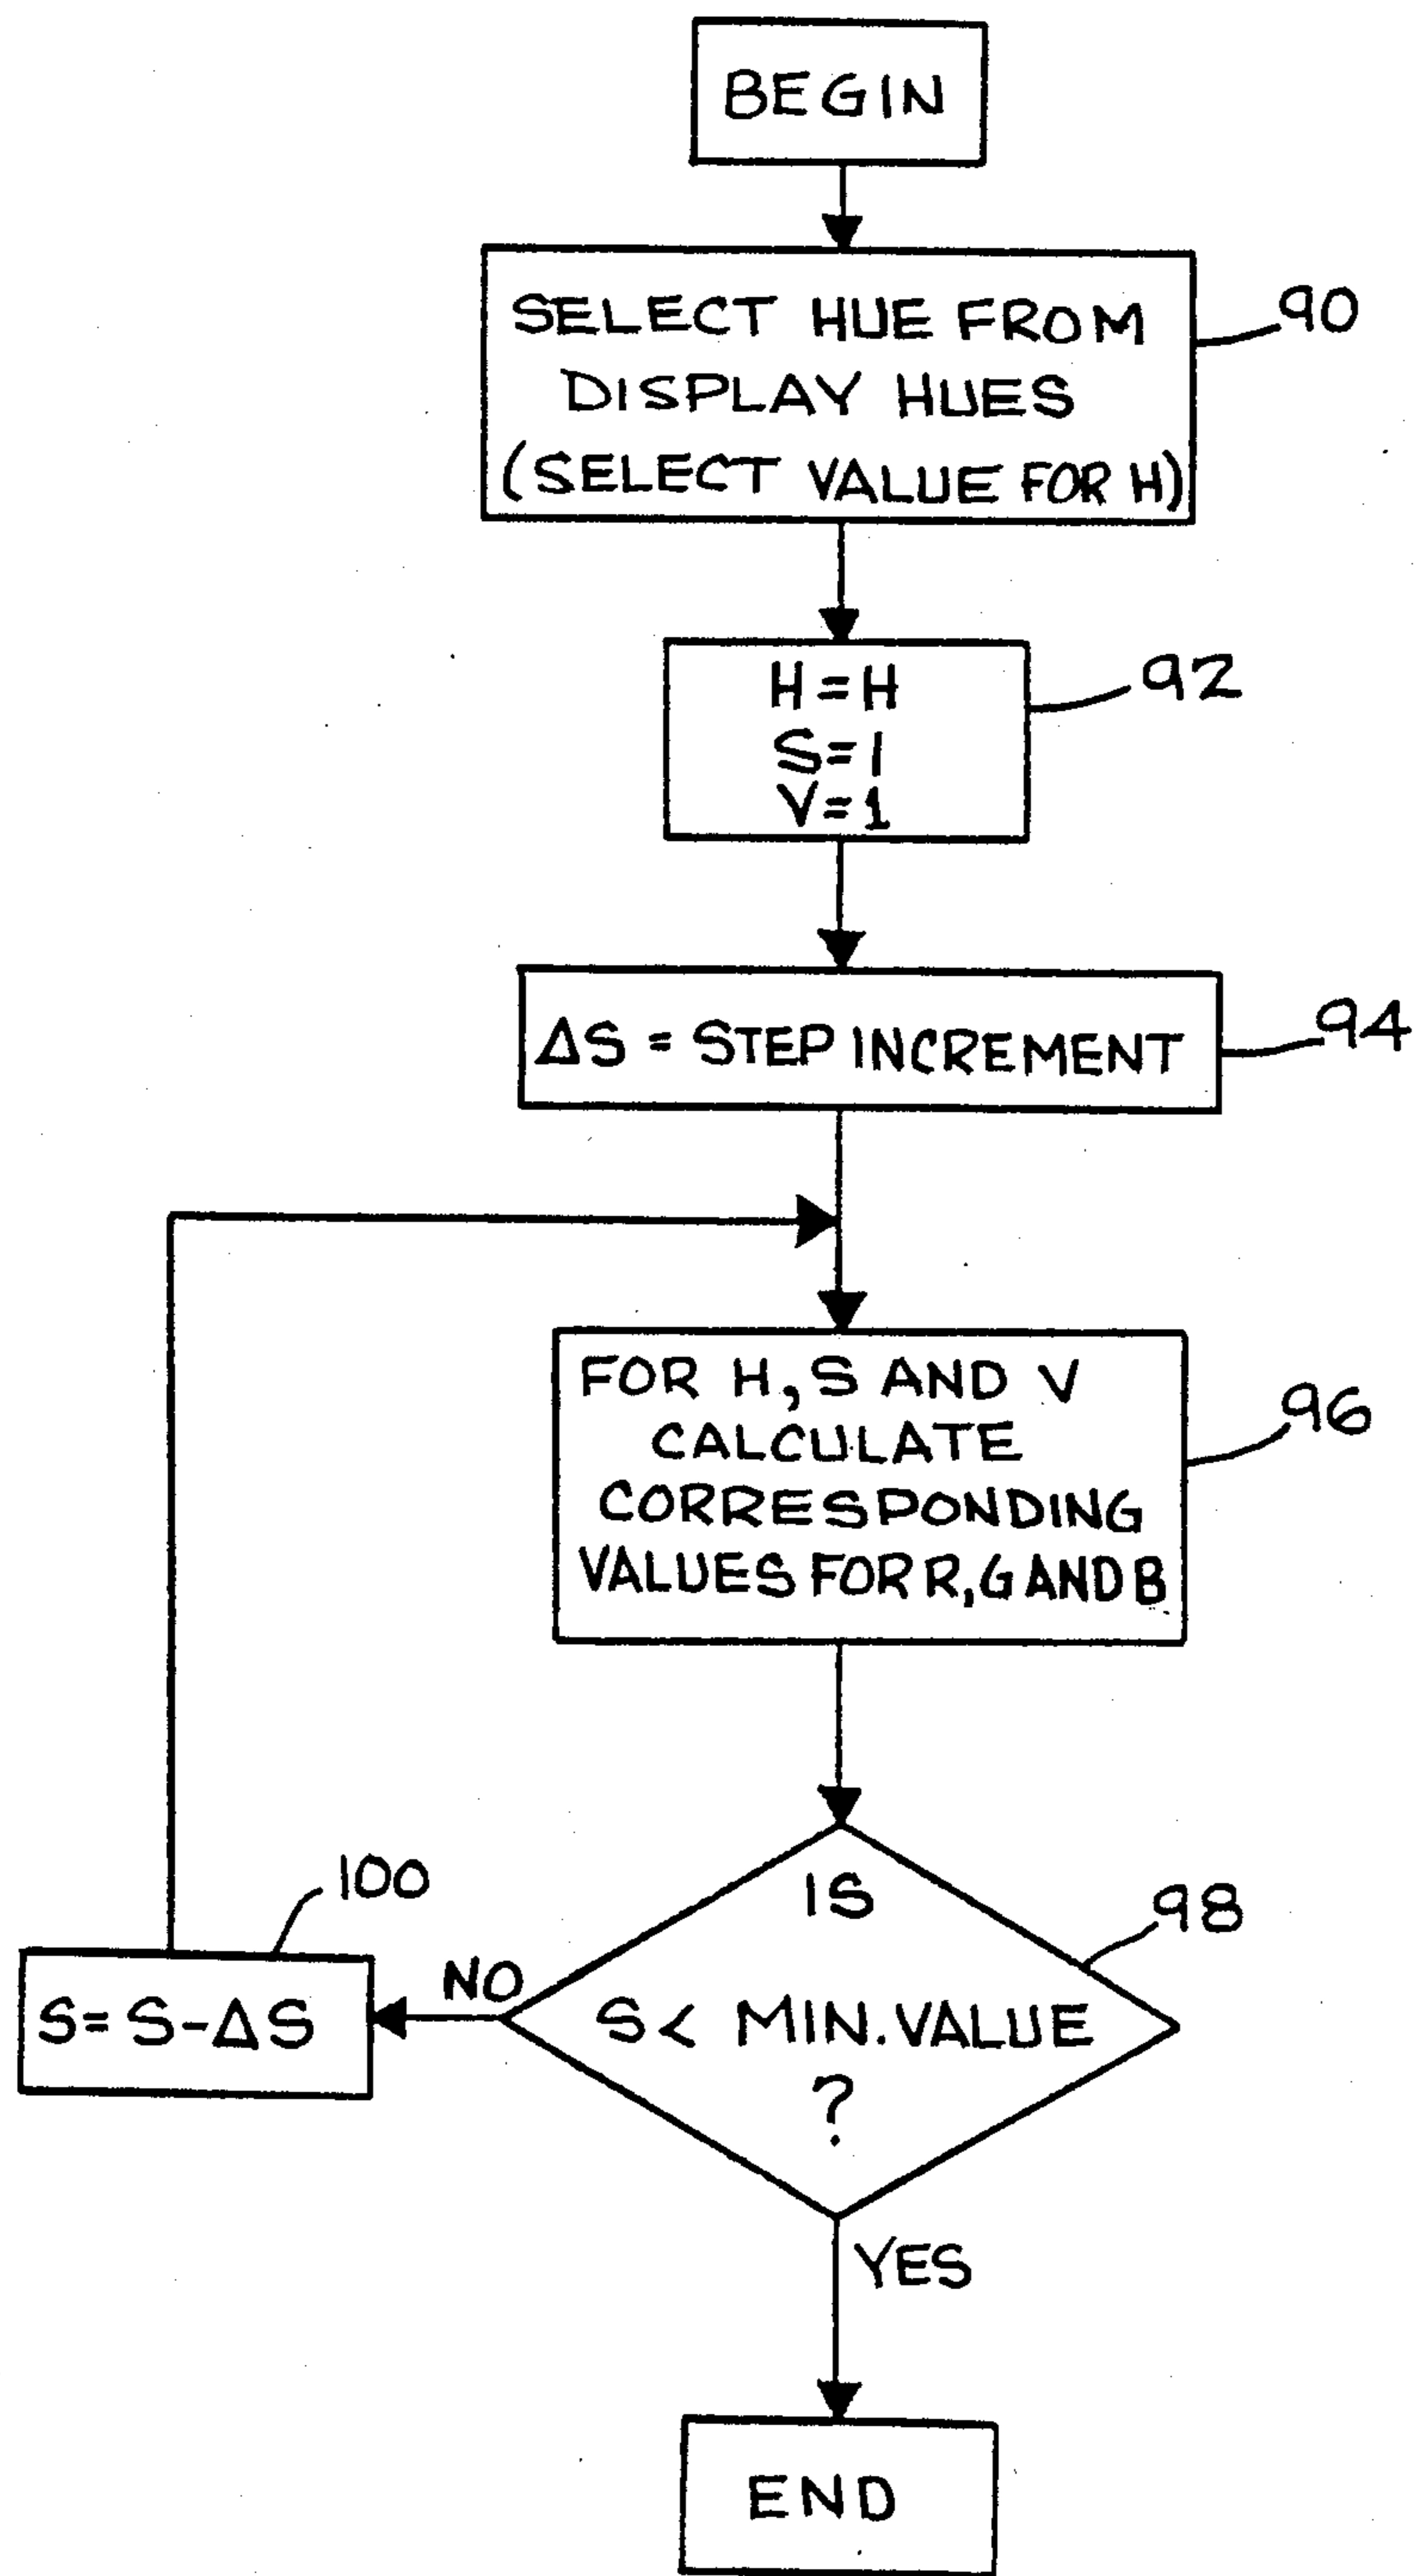 BEGIN
SELECT HUE FROM
DISPLAY HUES
(SELECT VALUE FOR H)
90
H=H
S=1
V=1
92
ΔS = STEP INCREMENT
94
FOR H, S AND V
CALCULATE
CORRESPONDING
VALUES FOR R, G AND B
96
IS
S < MIN. VALUE
?
98
NO
100
S=S-ΔS
YES
END